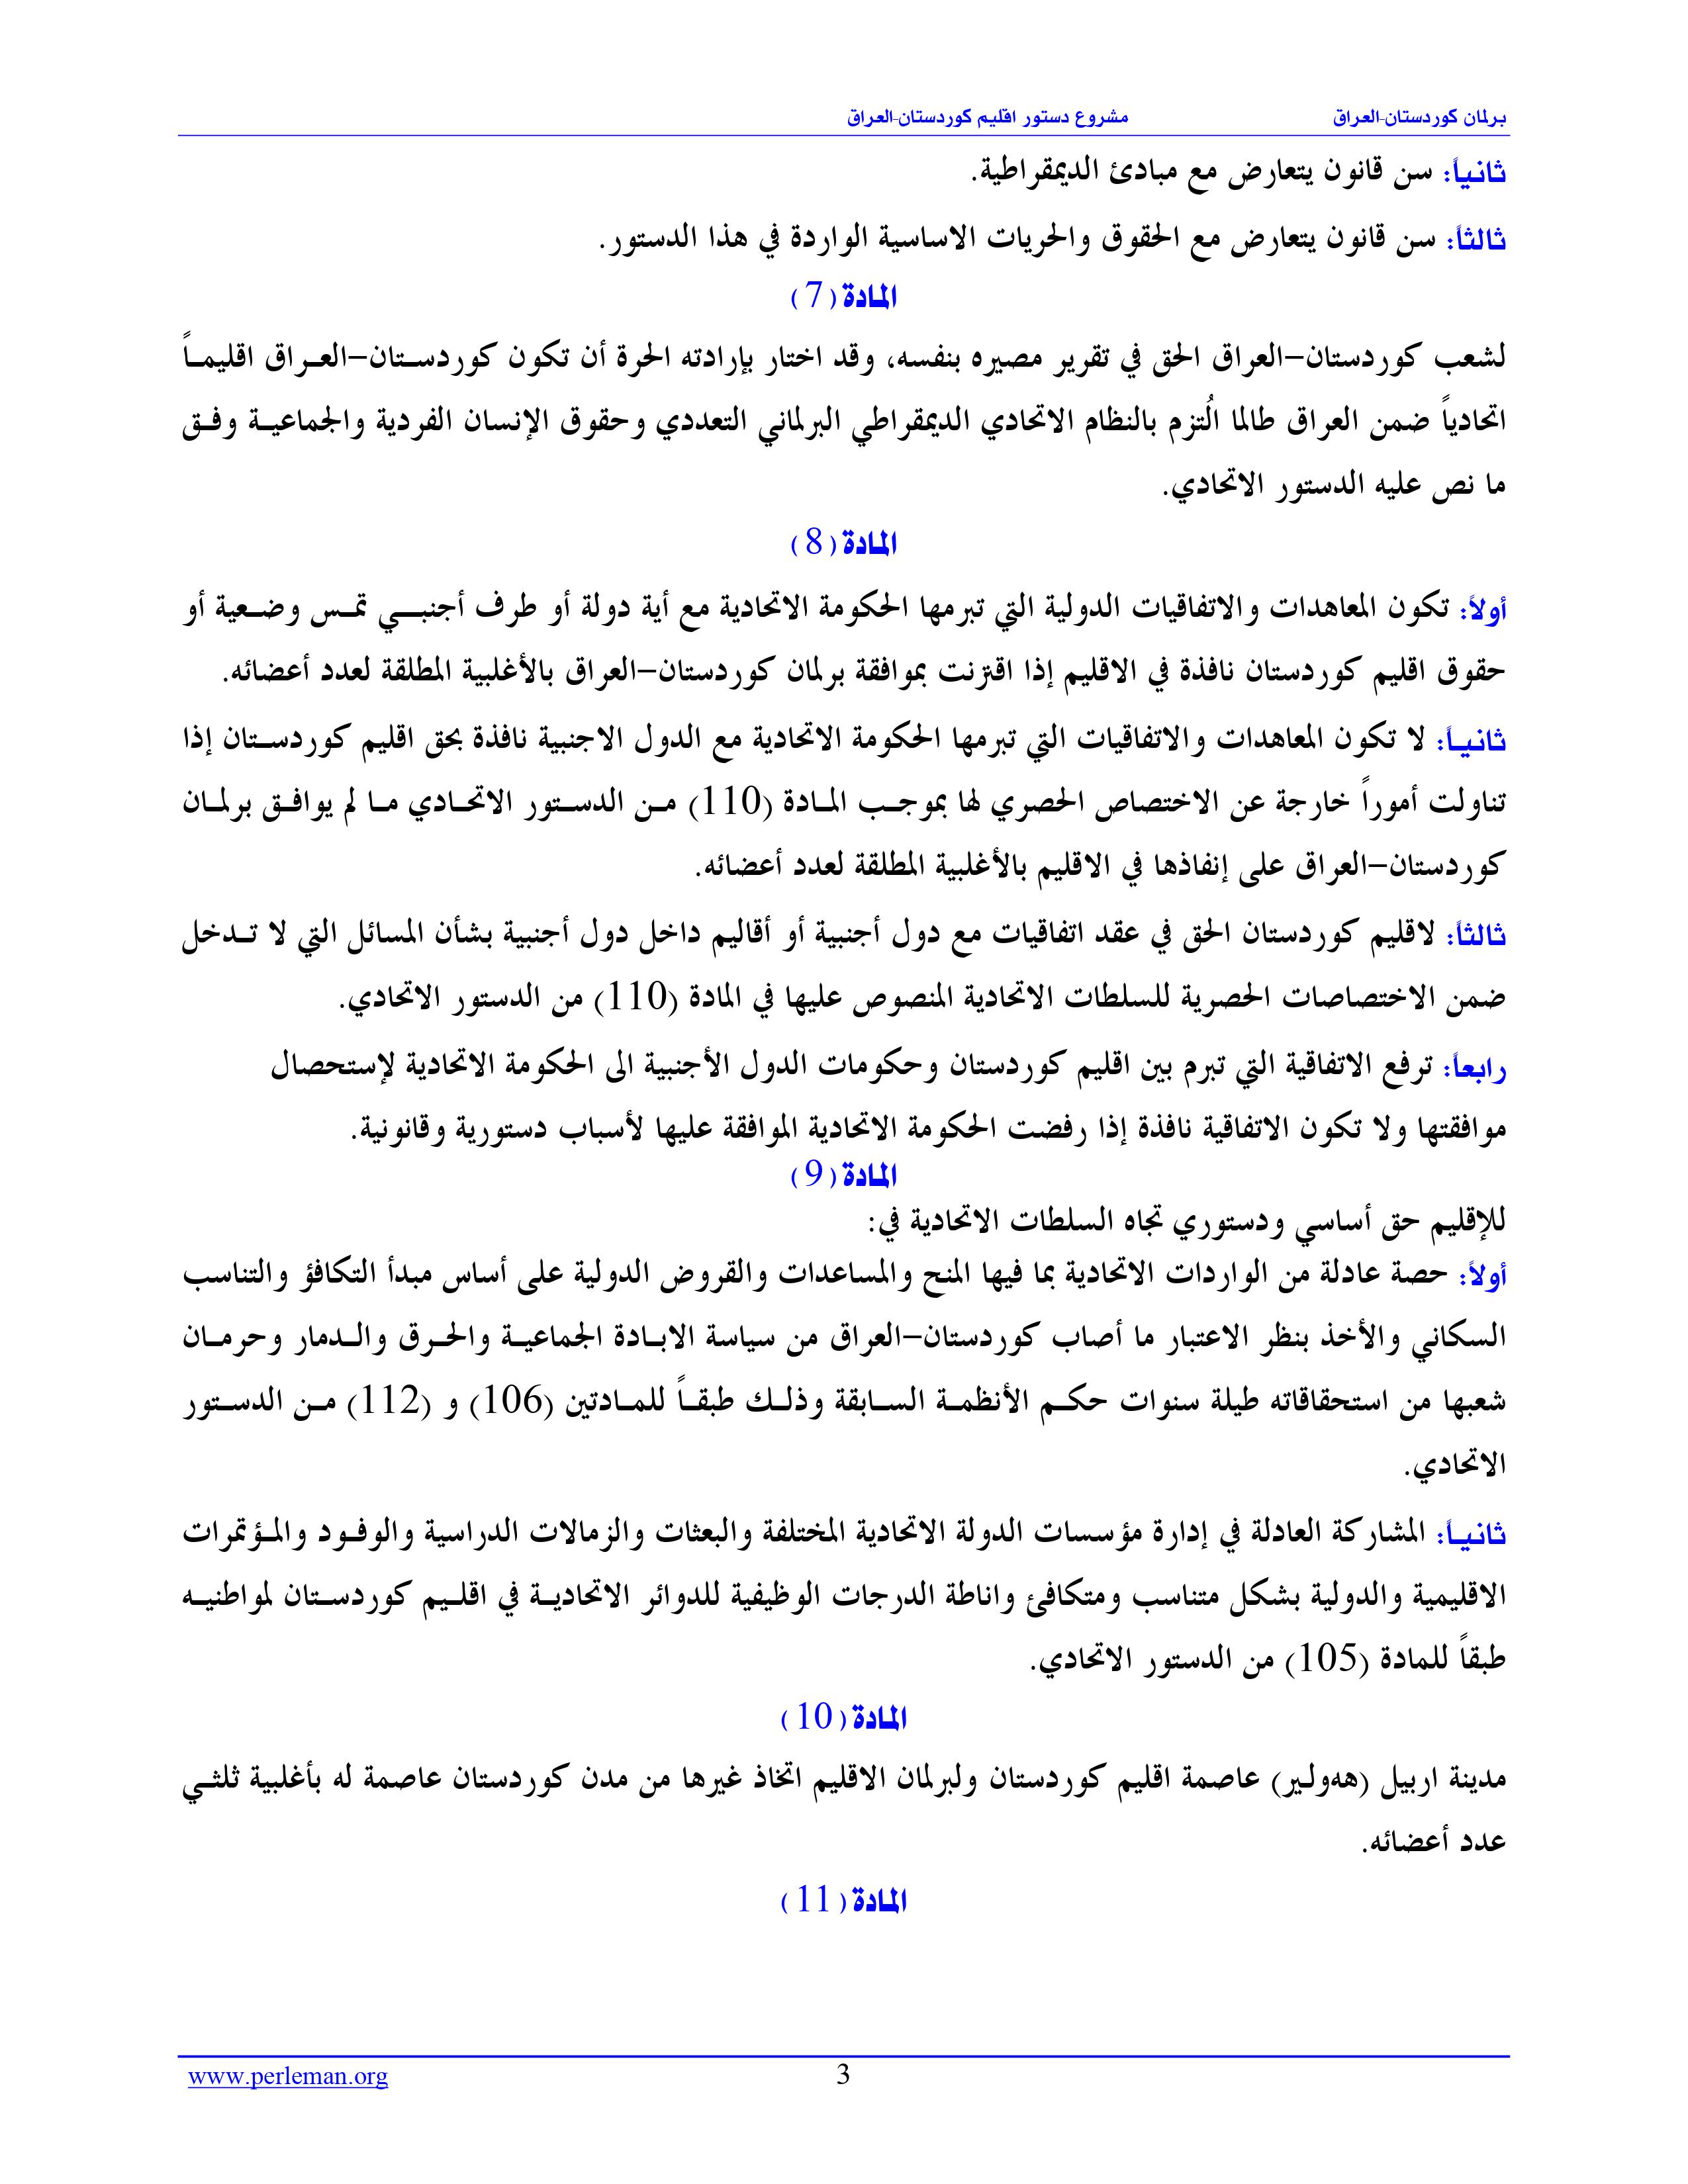 برلمان كوردستان-العراق مشروع دستور اقليم كوردستان-العراق
ثانياً: سن قانون يتعارض مع مبادئ الديمقراطية.
ثالثاً: سن قانون يتعارض مع الحقوق والحريات الاساسية الواردة في هذا الدستور.
المادة (7)
لشعب كوردستان–العراق الحق في تقرير مصيره بنفسه، وقد اختار بإرادته الحرة أن تكون كوردستان–العراق اقليماً
اتحادياً ضمن العراق طالما اُلتزم بالنظام الاتحادي الديمقراطي البرلماني التعددي وحقوق الإنسان الفردية والجماعية وفق
ما نص عليه الدستور الاتحادي.
المادة (8)
أولاً: تكون المعاهدات والاتفاقيات الدولية التي تبرمها الحكومة الاتحادية مع أية دولة أو طرف أجنبي تمس وضعية أو
حقوق اقليم كوردستان نافذة في الاقليم إذا اقترنت بموافقة برلمان كوردستان–العراق بالأغلبية المطلقة لعدد أعضائه.
ثانياً: لا تكون المعاهدات والاتفاقيات التي تبرمها الحكومة الاتحادية مع الدول الاجنبية نافذة بحق اقليم كوردستان إذا
تناولت أموراً خارجة عن الاختصاص الحصري لها بموجب المادة (110) من الدستور الاتحادي ما لم يوافق برلمان
كوردستان–العراق على إنفاذها في الاقليم بالأغلبية المطلقة لعدد أعضائه.
ثالثاً: لاقليم كوردستان الحق في عقد اتفاقيات مع دول أجنبية أو أقاليم داخل دول أجنبية بشأن المسائل التي لا تدخل
ضمن الاختصاصات الحصرية للسلطات الاتحادية المنصوص عليها في المادة (110) من الدستور الاتحادي.
رابعاً: ترفع الاتفاقية التي تبرم بين اقليم كوردستان وحكومات الدول الأجنبية الى الحكومة الاتحادية لإستحصال
موافقتها ولا تكون الاتفاقية نافذة إذا رفضت الحكومة الاتحادية الموافقة عليها لأسباب دستورية وقانونية.
المادة (9)
للإقليم حق أساسي ودستوري تجاه السلطات الاتحادية في:
أولاً: حصة عادلة من الواردات الاتحادية بما فيها المنح والمساعدات والقروض الدولية على أساس مبدأ التكافؤ والتناسب
السكاني والأخذ بنظر الاعتبار ما أصاب كوردستان–العراق من سياسة الابادة الجماعية والحرق والدمار وحرمان
شعبها من استحقاقاته طيلة سنوات حكم الأنظمة السابقة وذلك طبقاً للمادتين (106) و (112) من الدستور
الاتحادي.
ثانياً: المشاركة العادلة في إدارة مؤسسات الدولة الاتحادية المختلفة والبعثات والزمالات الدراسية والوفود والمؤتمرات
الاقليمية والدولية بشكل متناسب ومتكافئ واناطة الدرجات الوظيفية للدوائر الاتحادية في اقليم كوردستان لمواطنيه
طبقاً للمادة (105) من الدستور الاتحادي.
المادة (10)
مدينة اربيل (هەولير) عاصمة اقليم كوردستان ولبرلمان الاقليم اتخاذ غيرها من مدن كوردستان عاصمة له بأغلبية ثلثي
عدد أعضائه.
المادة (11)
www.perleman.org 3